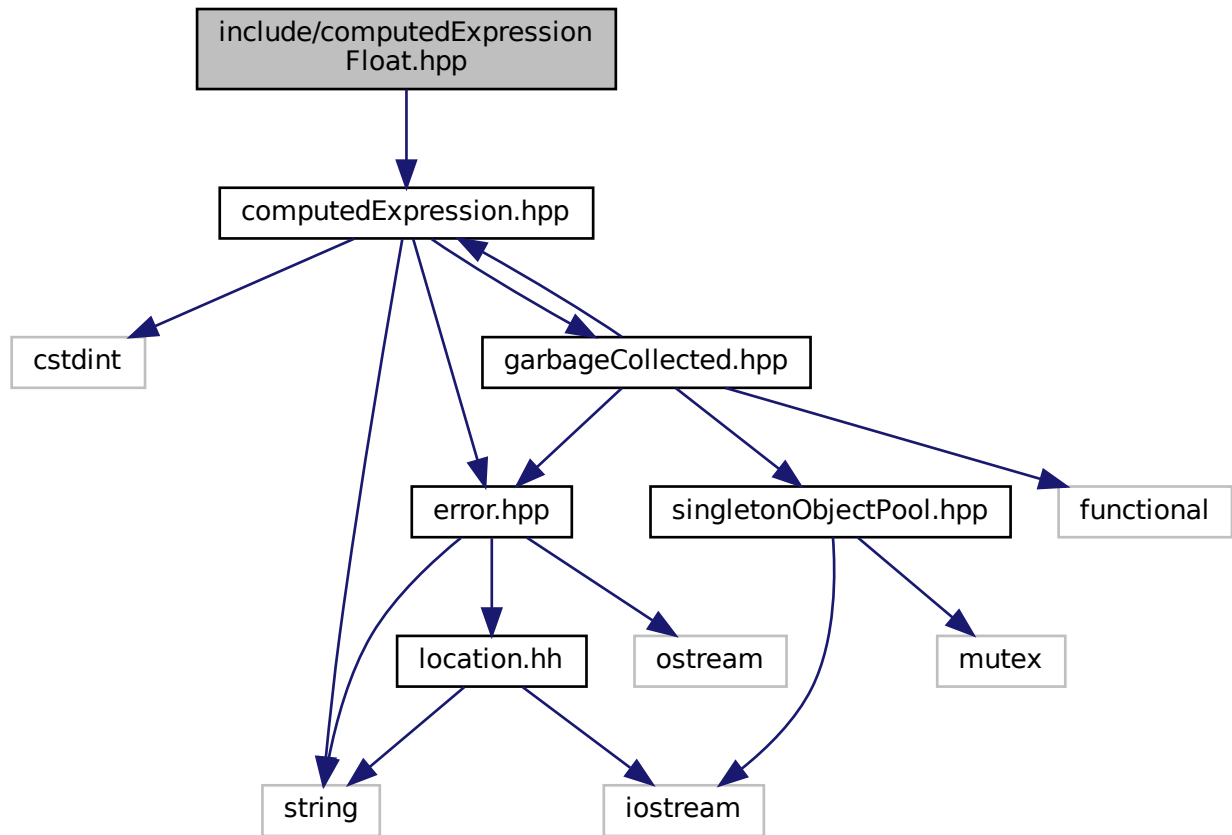 include/computedExpression
Float.hpp
computedExpression.hpp
cstdint
garbageCollected.hpp
error.hpp
singletonObjectPool.hpp
functional
location.hh
ostream
mutex
string
iostream